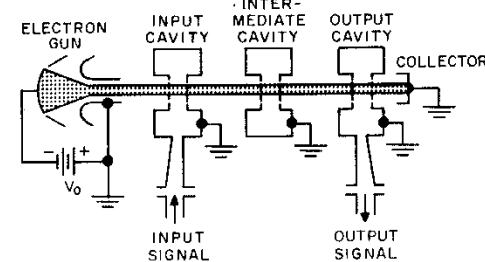 ELECTRON
GUN
INPUT
CAVITY
INTER-
MEDIATE
CAVITY
OUTPUT
CAVITY
COLLECTOR
- +
V₀
INPUT
SIGNAL
OUTPUT
SIGNAL